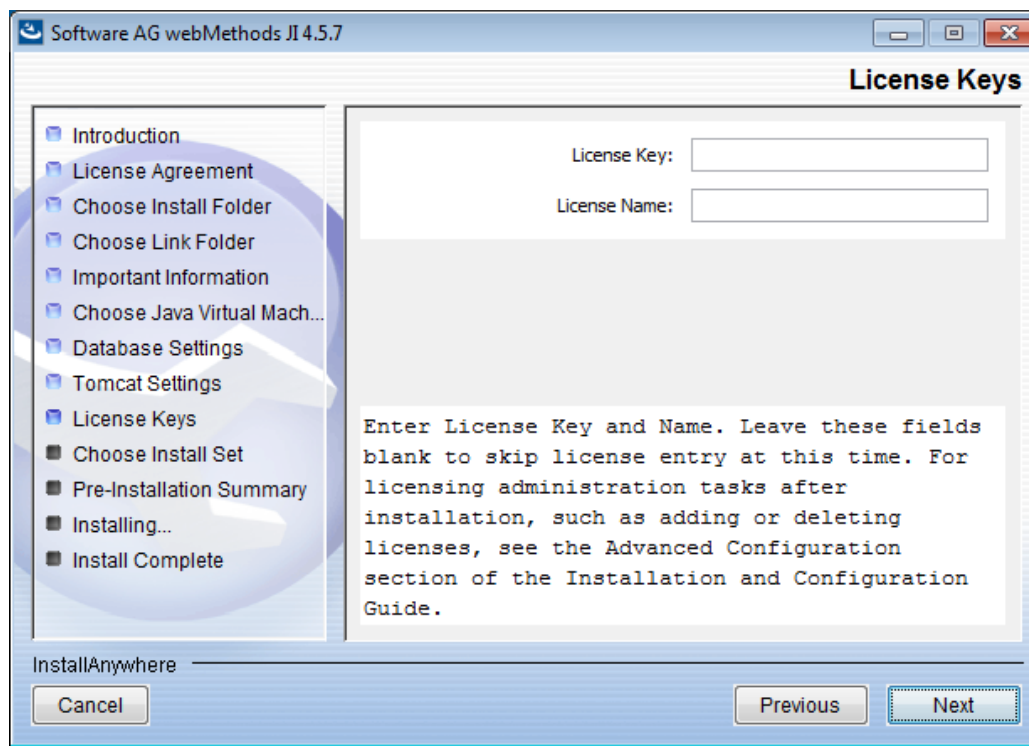 Software AG webMethods JI 4.5.7
License Keys
Introduction
License Agreement
Choose Install Folder
Choose Link Folder
Important Information
Choose Java Virtual Mach...
Database Settings
Tomcat Settings
License Keys
Choose Install Set
Pre-Installation Summary
Installing...
Install Complete
License Key:
License Name:
Enter License Key and Name. Leave these fields
blank to skip license entry at this time. For
licensing administration tasks after
installation, such as adding or deleting
licenses, see the Advanced Configuration
section of the Installation and Configuration
Guide.
InstallAnywhere
Cancel
Previous
Next